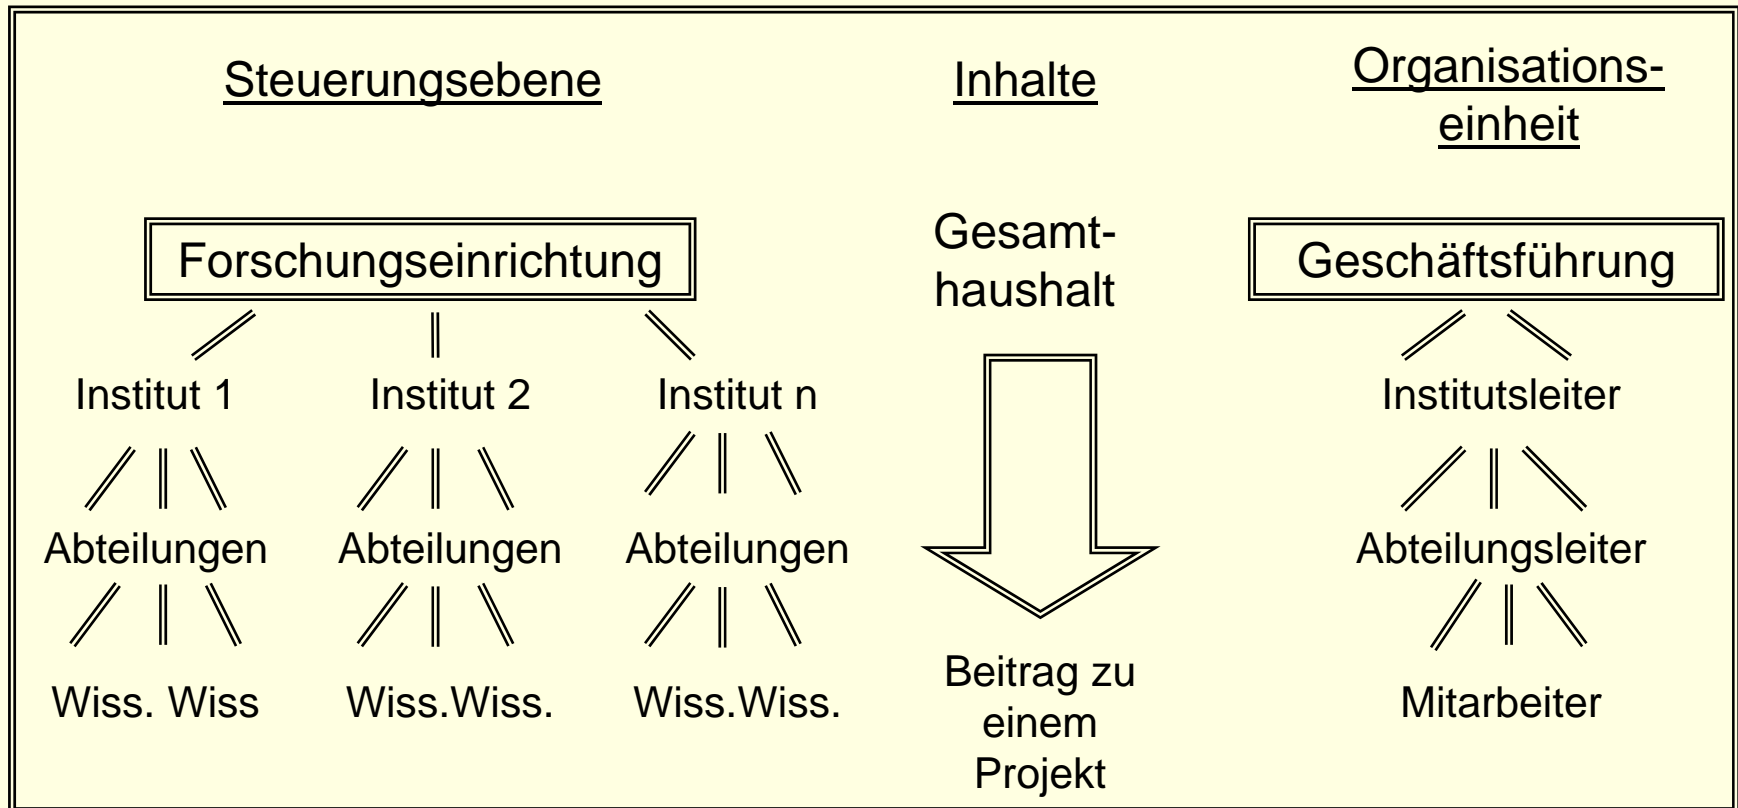 Steuerungsebene
Inhalte
Organisations-
einheit
Forschungseinrichtung
Gesamt-
haushalt
Geschäftsführung
Institut 1
Institut 2
Institut n
Institutsleiter
Abteilungen
Abteilungen
Abteilungen
Abteilungsleiter
Wiss. Wiss
Wiss.Wiss.
Wiss.Wiss.
Beitrag zu
einem
Projekt
Mitarbeiter